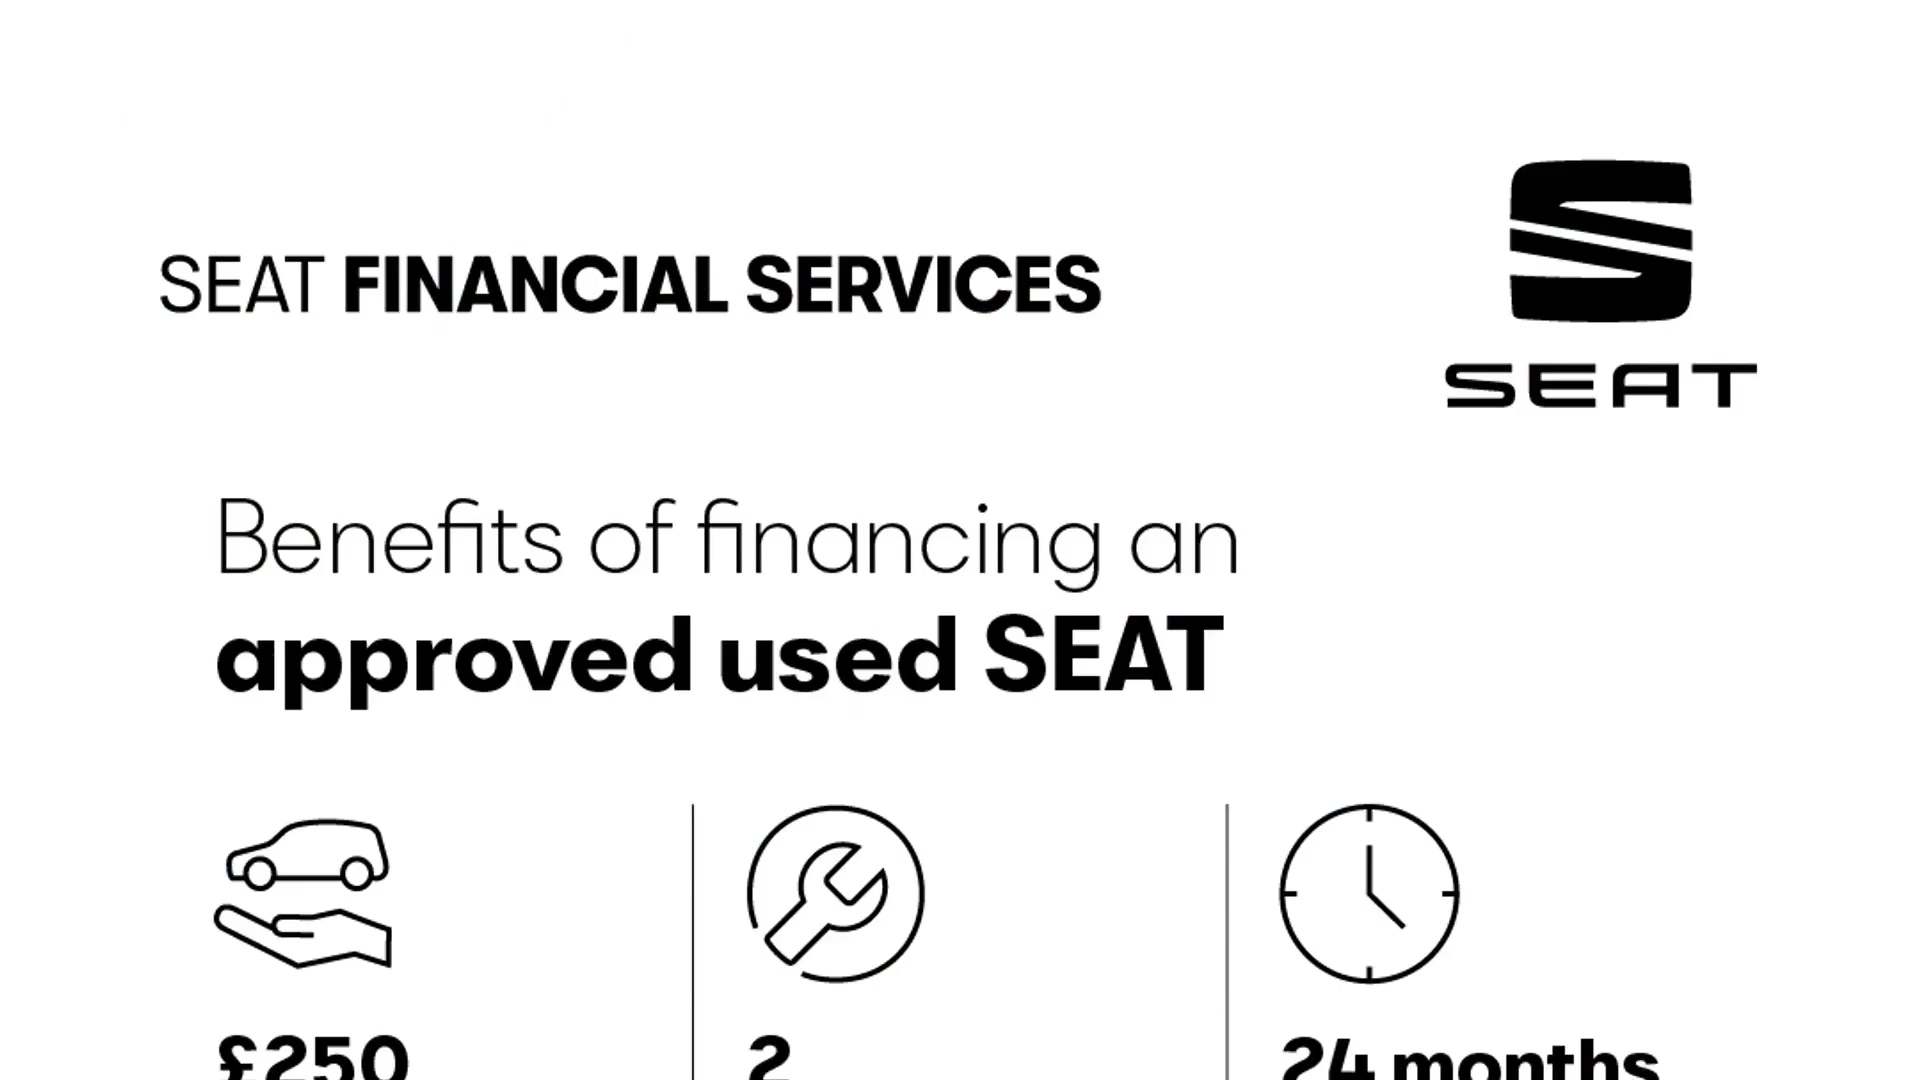 SEAT FINANCIAL SERVICES
SEAT
Benefits of financing an
approved used SEAT
£250
2
24 months